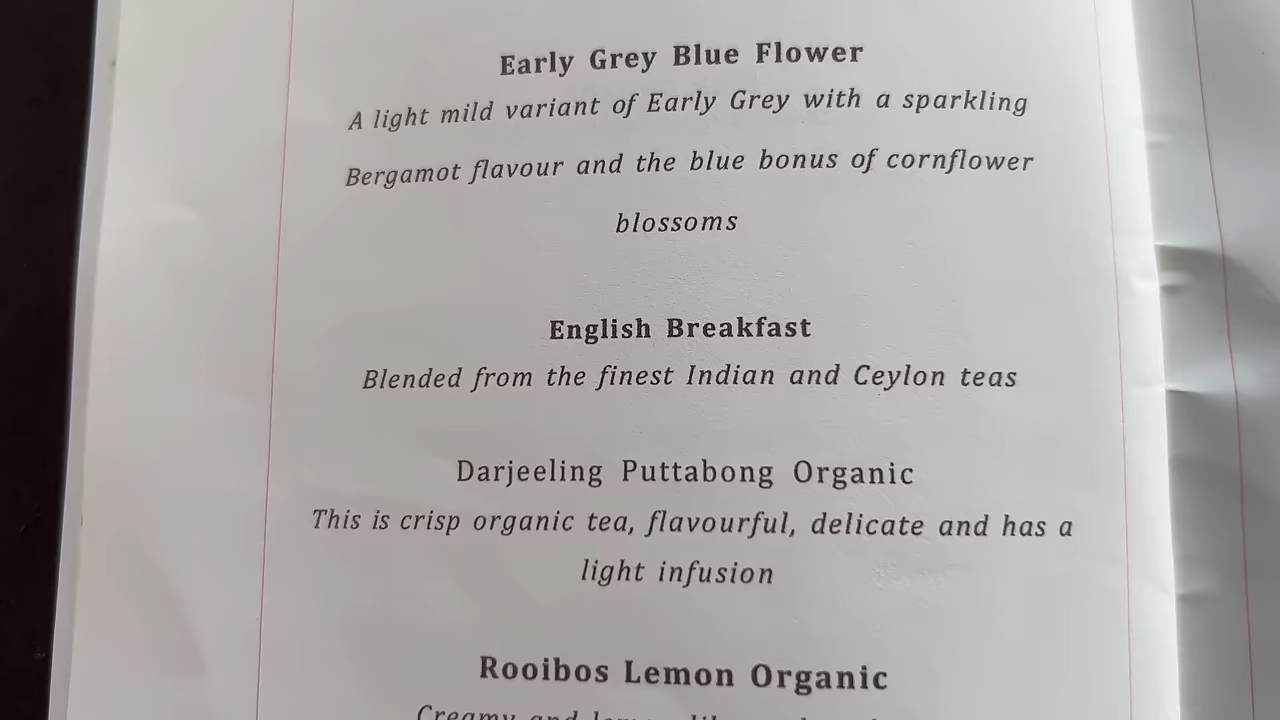 Early Grey Blue Flower
A light mild variant of Early Grey with a sparkling
Bergamot flavour and the blue bonus of cornflower
blossoms
English Breakfast
Blended from the finest Indian and Ceylon teas
Darjeeling Puttabong Organic
This is crisp organic tea, flavourful, delicate and has a
light infusion
Rooibos Lemon Organic
Creamy and